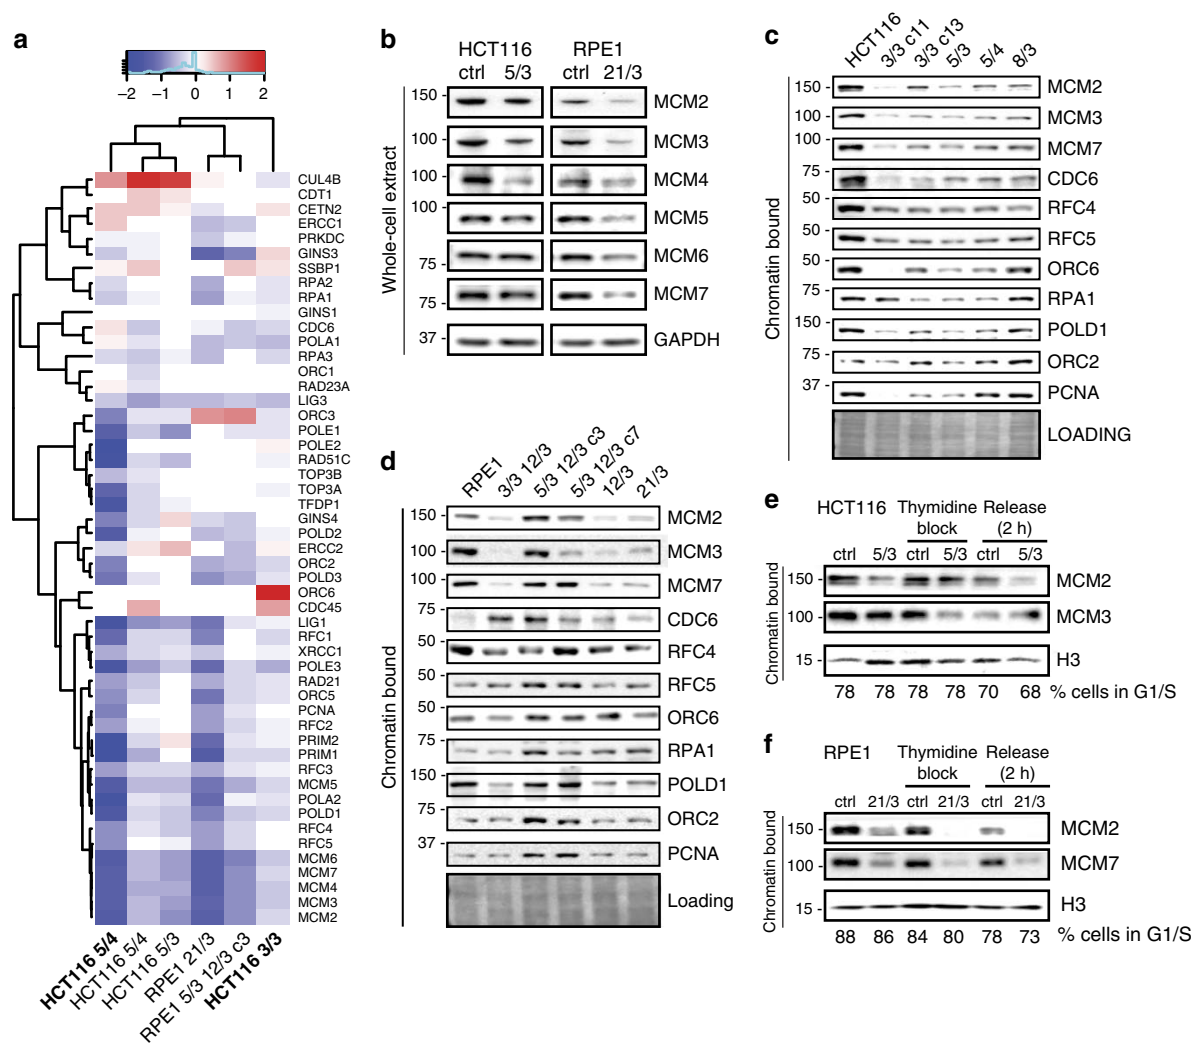 a
−2 −1 0 1 2
CUL4B
CDT1
CETN2
ERCC1
PRKDC
GINS3
SSBP1
RPA2
RPA1
GINS1
CDC6
POLA1
RPA3
ORC1
RAD23A
LIG3
ORC3
POLE1
POLE2
RAD51C
TOP3B
TOP3A
TFDP1
GINS4
POLD2
ERCC2
ORC2
POLD3
ORC6
CDC45
LIG1
RFC1
XRCC1
POLE3
RAD21
ORC5
PCNA
RFC2
PRIM2
PRIM1
RFC3
MCM5
POLA2
POLD1
RFC4
RFC5
MCM6
MCM7
MCM4
MCM3
MCM2
HCT116 5/4
HCT116 5/4
HCT116 5/3
RPE1 21/3
RPE1 5/3 12/3 c3
HCT116 3/3
b
HCT116 RPE1
ctrl 5/3 ctrl 21/3
Whole-cell extract
150 - MCM2
100 - MCM3
100 - MCM4
100 - MCM5
75 - MCM6
75 - MCM7
37 - GAPDH
c
HCT116 3/3 c11 3/3 c13 5/3 5/4 8/3
Chromatin bound
150 - MCM2
100 - MCM3
100 - MCM7
75 - CDC6
50 - RFC4
50 - RFC5
50 - ORC6
75 - RPA1
150 - POLD1
75 - ORC2
37 - PCNA
LOADING
d
RPE1 3/3 12/3 5/3 12/3 c3 5/3 12/3 c7 12/3 21/3
Chromatin bound
150 - MCM2
100 - MCM3
100 - MCM7
75 - CDC6
50 - RFC4
50 - RFC5
50 - ORC6
75 - RPA1
150 - POLD1
75 - ORC2
37 - PCNA
Loading
e
HCT116 Thymidine block Release (2 h)
ctrl 5/3 ctrl 5/3 ctrl 5/3
Chromatin bound
150 - MCM2
100 - MCM3
15 - H3
78 78 78 78 70 68 % cells in G1/S
f
RPE1 Thymidine block Release (2 h)
ctrl 21/3 ctrl 21/3 ctrl 21/3
Chromatin bound
150 - MCM2
100 - MCM7
15 - H3
88 86 84 80 78 73 % cells in G1/S